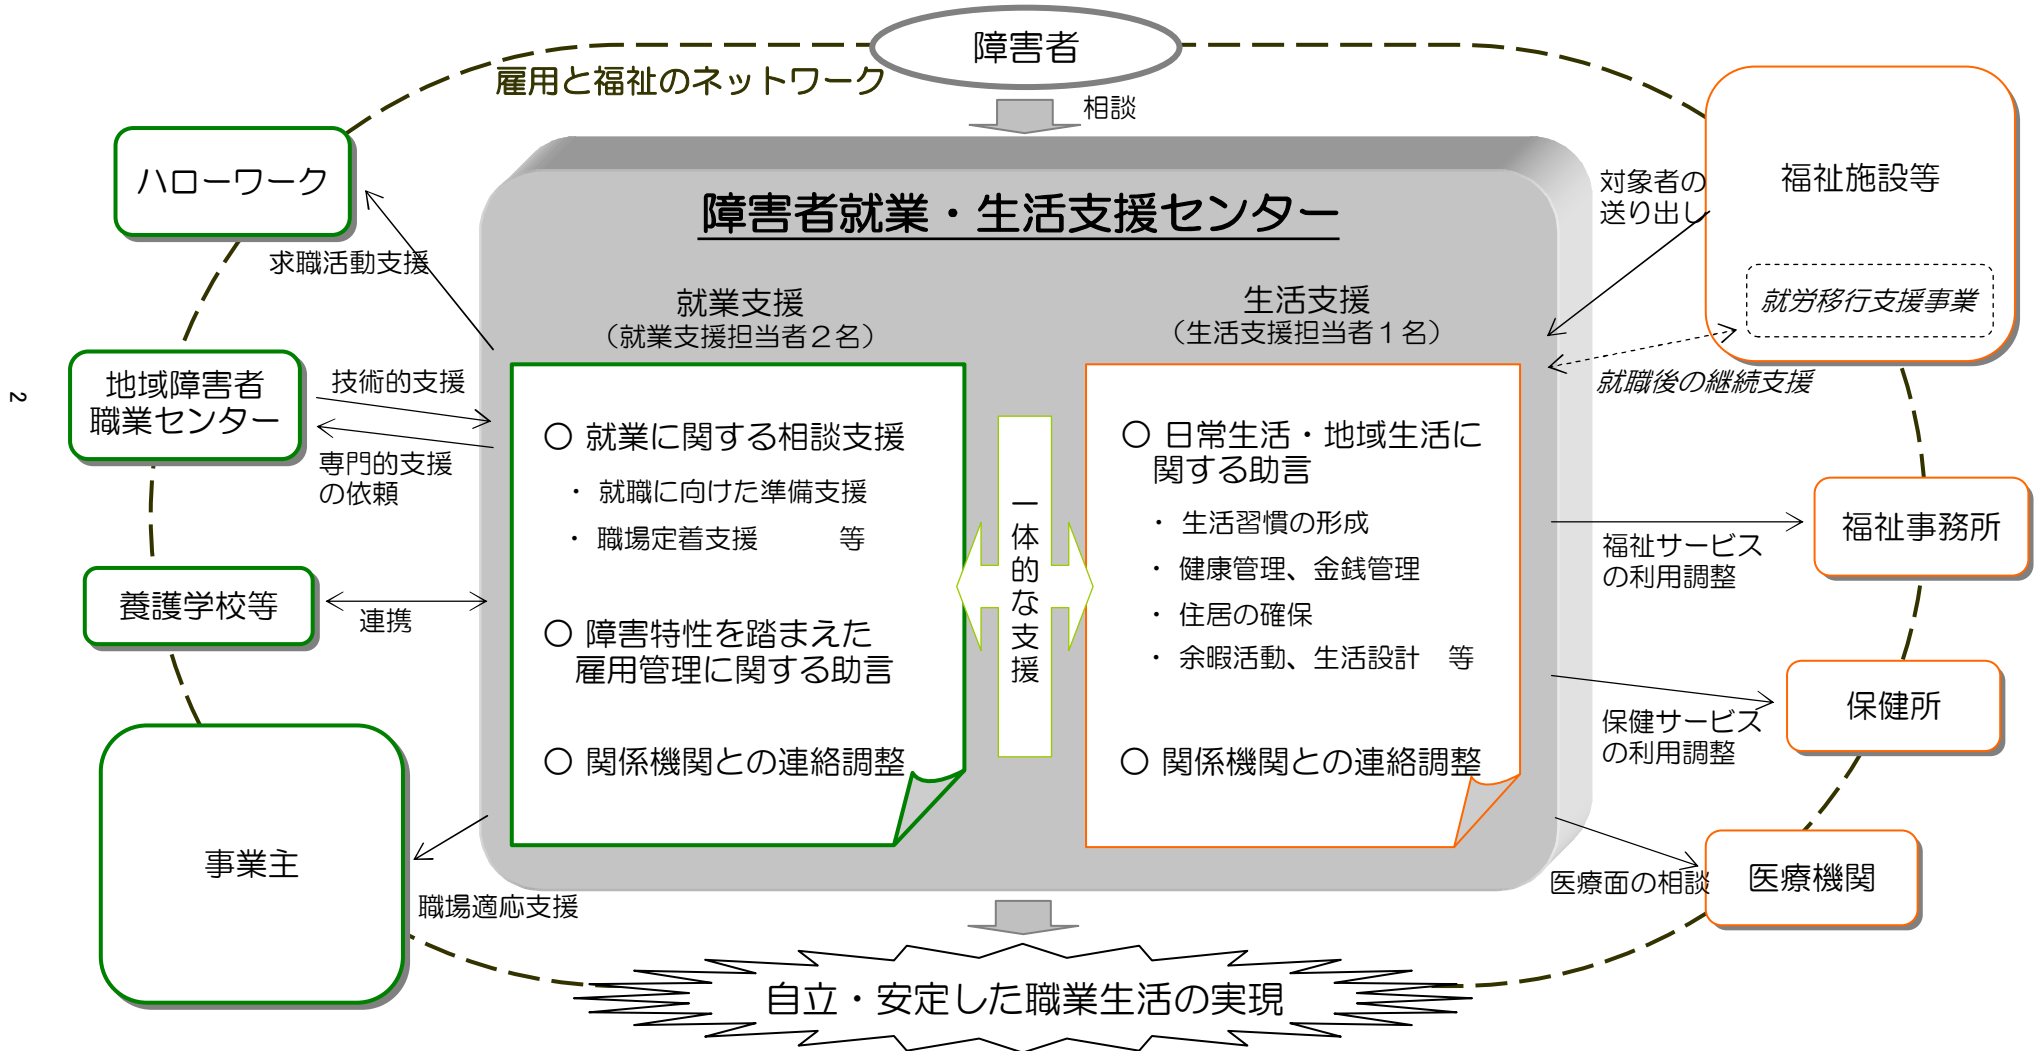 障害者
雇用と福祉のネットワーク
相談
ハローワーク
求職活動支援
地域障害者
職業センター
技術的支援
専門的支援
の依頼
養護学校等
連携
事業主
職場適応支援
障害者就業・生活支援センター
就業支援
（就業支援担当者２名）
○ 就業に関する相談支援
・ 就職に向けた準備支援
・ 職場定着支援　　　等
○ 障害特性を踏まえた
雇用管理に関する助言
○ 関係機関との連絡調整
一体的な支援
生活支援
（生活支援担当者１名）
○ 日常生活・地域生活に
関する助言
・ 生活習慣の形成
・ 健康管理、金銭管理
・ 住居の確保
・ 余暇活動、生活設計　等
○ 関係機関との連絡調整
対象者の
送り出し
福祉施設等
就労移行支援事業
就職後の継続支援
福祉事務所
福祉サービス
の利用調整
保健所
保健サービス
の利用調整
医療機関
医療面の相談
自立・安定した職業生活の実現
2